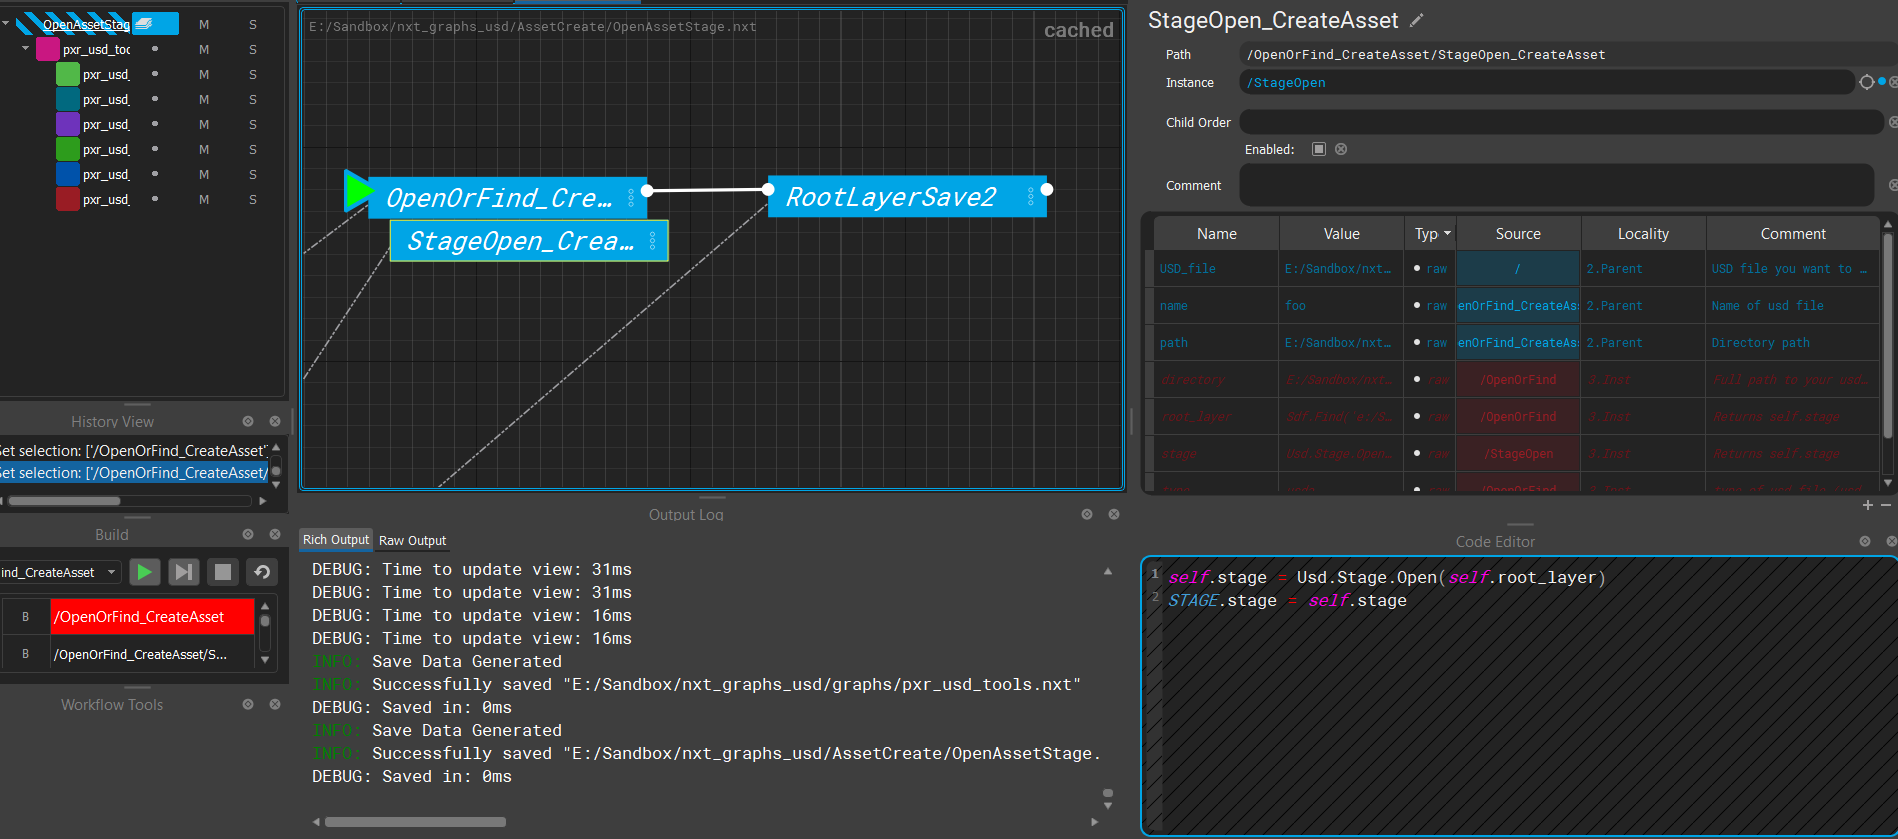 OpenAssetStag
M S
pxr_usd_too
M S
pxr_usd_
M S
pxr_usd_
M S
pxr_usd_
M S
pxr_usd_
M S
pxr_usd_
M S
pxr_usd_
M S
History View
Set selection: ['/OpenOrFind_CreateAsset'
Set selection: ['/OpenOrFind_CreateAsset/
Build
ind_CreateAsset
B /OpenOrFind_CreateAsset
B /OpenOrFind_CreateAsset/S...
Workflow Tools
E:/Sandbox/nxt_graphs_usd/AssetCreate/OpenAssetStage.nxt
cached
OpenOrFind_Cre...
StageOpen_Crea...
RootLayerSave2
Output Log
Rich Output Raw Output
DEBUG: Time to update view: 31ms
DEBUG: Time to update view: 31ms
DEBUG: Time to update view: 16ms
DEBUG: Time to update view: 16ms
INFO: Save Data Generated
INFO: Successfully saved "E:/Sandbox/nxt_graphs_usd/graphs/pxr_usd_tools.nxt"
DEBUG: Saved in: 0ms
INFO: Save Data Generated
INFO: Successfully saved "E:/Sandbox/nxt_graphs_usd/AssetCreate/OpenAssetStage.
DEBUG: Saved in: 0ms
StageOpen_CreateAsset
Path /OpenOrFind_CreateAsset/StageOpen_CreateAsset
Instance /StageOpen
Child Order
Enabled:
Comment
Name Value Typ Source Locality Comment
USD_file E:/Sandbox/nxt... raw / 2.Parent USD file you want to …
name foo raw enOrFind_CreateAs 2.Parent Name of usd file
path E:/Sandbox/nxt... raw enOrFind_CreateAs 2.Parent Directory path
directory E:/Sandbox/nxt... raw /OpenOrFind 3.Inst Full path to your usd…
root_layer Sdf.Find('e:/S... raw /OpenOrFind 3.Inst Returns self.stage
stage Usd.Stage.Open... raw /StageOpen 3.Inst Returns self.stage
Code Editor
1 self.stage = Usd.Stage.Open(self.root_layer)
2 STAGE.stage = self.stage